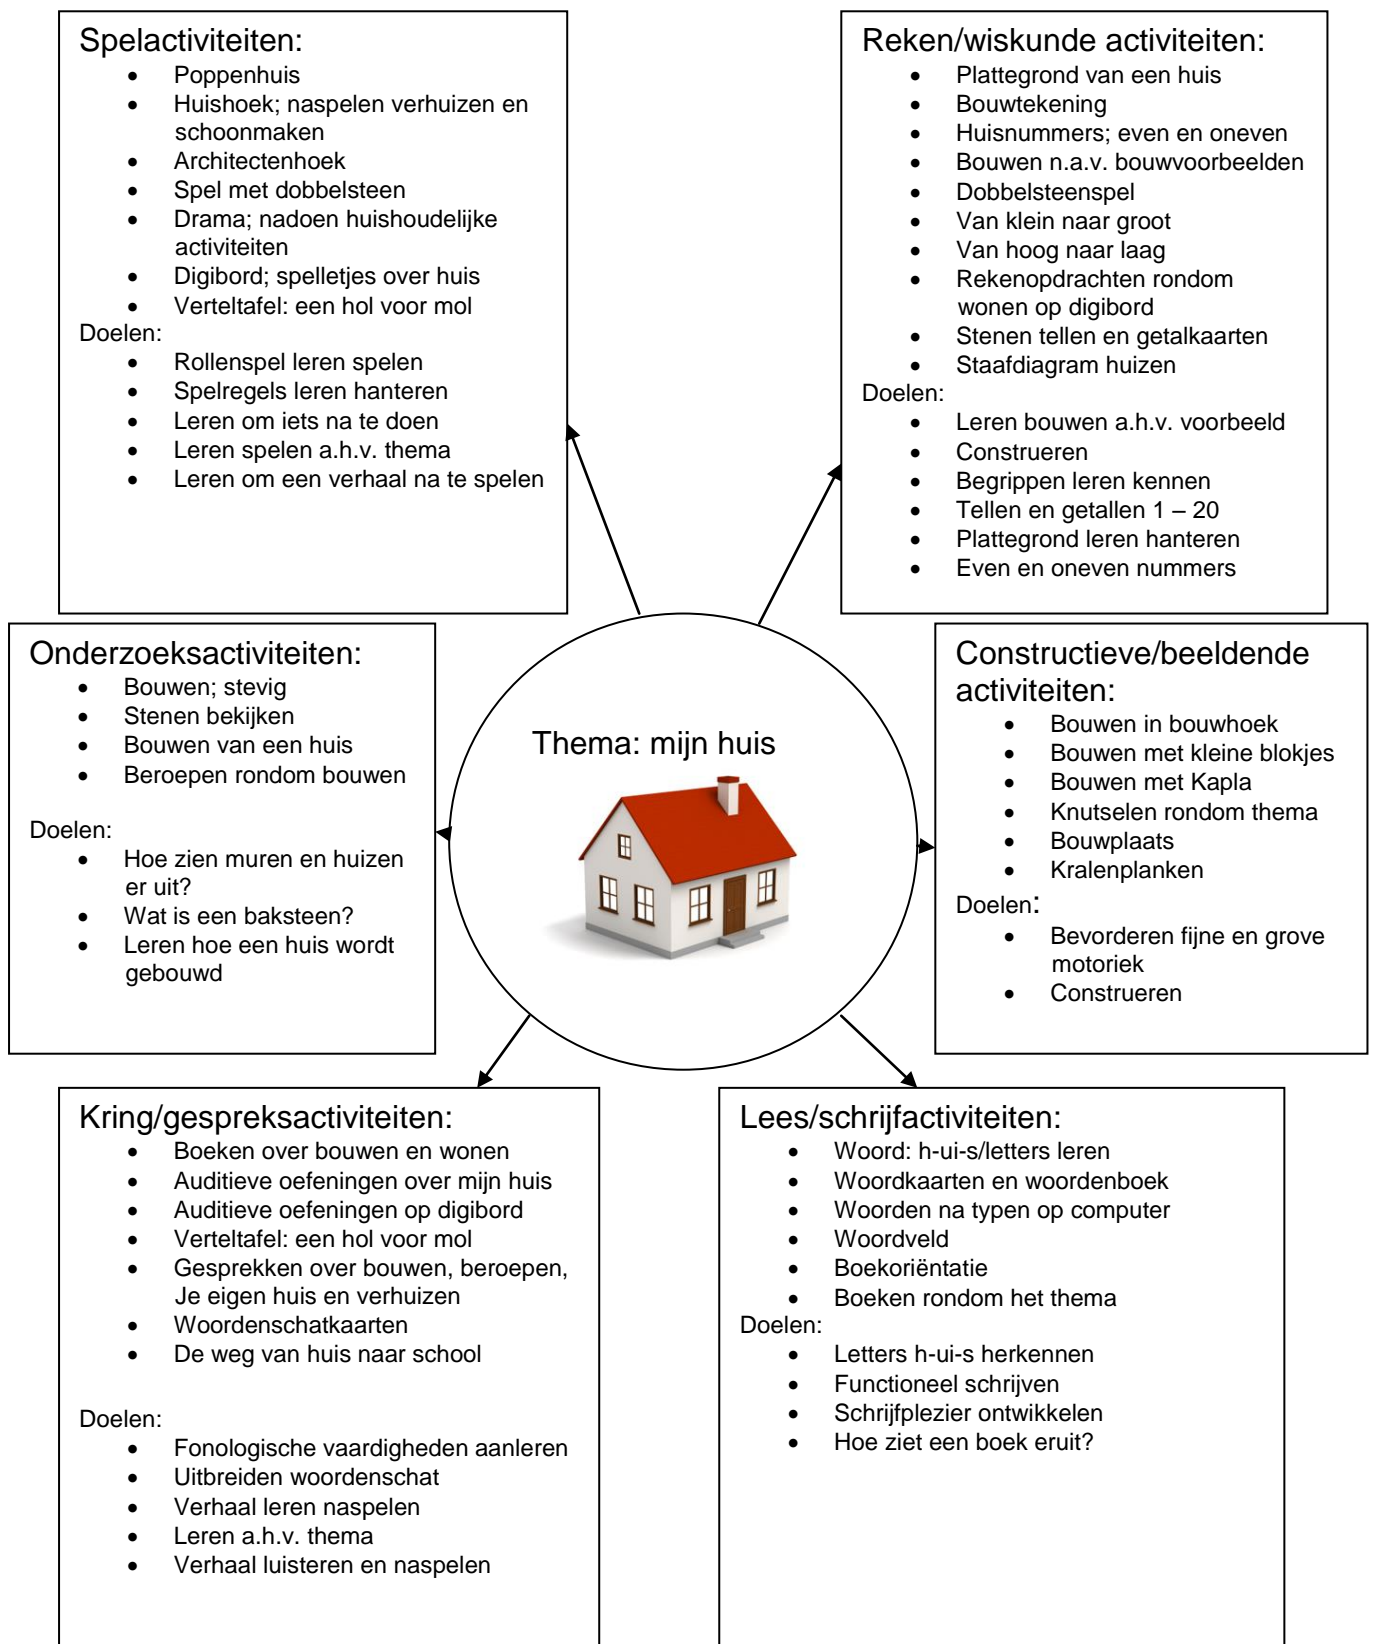 Spelactiviteiten:
• Poppenhuis
• Huishoek; naspelen verhuizen en
schoonmaken
• Architectenhoek
• Spel met dobbelsteen
• Drama; nadoen huishoudelijke
activiteiten
• Digibord; spelletjes over huis
• Verteltafel: een hol voor mol
Doelen:
• Rollenspel leren spelen
• Spelregels leren hanteren
• Leren om iets na te doen
• Leren spelen a.h.v. thema
• Leren om een verhaal na te spelen
Reken/wiskunde activiteiten:
• Plattegrond van een huis
• Bouwtekening
• Huisnummers; even en oneven
• Bouwen n.a.v. bouwvoorbeelden
• Dobbelsteenspel
• Van klein naar groot
• Van hoog naar laag
• Rekenopdrachten rondom
wonen op digibord
• Stenen tellen en getalkaarten
• Staafdiagram huizen
Doelen:
• Leren bouwen a.h.v. voorbeeld
• Construeren
• Begrippen leren kennen
• Tellen en getallen 1 – 20
• Plattegrond leren hanteren
• Even en oneven nummers
Onderzoeksactiviteiten:
• Bouwen; stevig
• Stenen bekijken
• Bouwen van een huis
• Beroepen rondom bouwen
Doelen:
• Hoe zien muren en huizen
er uit?
• Wat is een baksteen?
• Leren hoe een huis wordt
gebouwd
Thema: mijn huis
Constructieve/beeldende
activiteiten:
• Bouwen in bouwhoek
• Bouwen met kleine blokjes
• Bouwen met Kapla
• Knutselen rondom thema
• Bouwplaats
• Kralenplanken
Doelen:
• Bevorderen fijne en grove
motoriek
• Construeren
Kring/gespreksactiviteiten:
• Boeken over bouwen en wonen
• Auditieve oefeningen over mijn huis
• Auditieve oefeningen op digibord
• Verteltafel: een hol voor mol
• Gesprekken over bouwen, beroepen,
Je eigen huis en verhuizen
• Woordenschatkaarten
• De weg van huis naar school
Doelen:
• Fonologische vaardigheden aanleren
• Uitbreiden woordenschat
• Verhaal leren naspelen
• Leren a.h.v. thema
• Verhaal luisteren en naspelen
Lees/schrijfactiviteiten:
• Woord: h-ui-s/letters leren
• Woordkaarten en woordenboek
• Woorden na typen op computer
• Woordveld
• Boekoriëntatie
• Boeken rondom het thema
Doelen:
• Letters h-ui-s herkennen
• Functioneel schrijven
• Schrijfplezier ontwikkelen
• Hoe ziet een boek eruit?